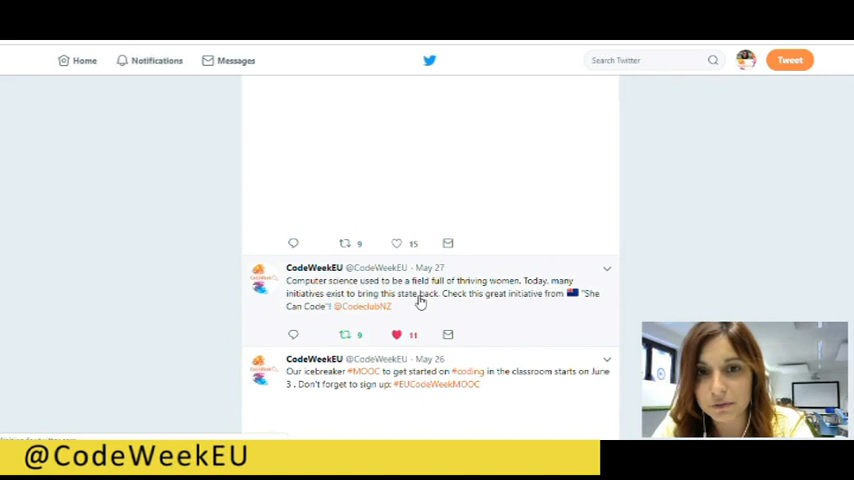 Home Notifications Messages Search Twitter Tweet
9 15
CodeWeekEU @CodeWeekEU · May 27
Computer science used to be a field full of thriving women. Today, many
initiatives exist to bring this state back. Check this great initiative from "She
Can Code"! @CodeclubNZ
9 11
CodeWeekEU @CodeWeekEU · May 26
Our icebreaker #MOOC to get started on #coding in the classroom starts on June
3 . Don't forget to sign up: #EUCodeWeekMOOC
@CodeWeekEU